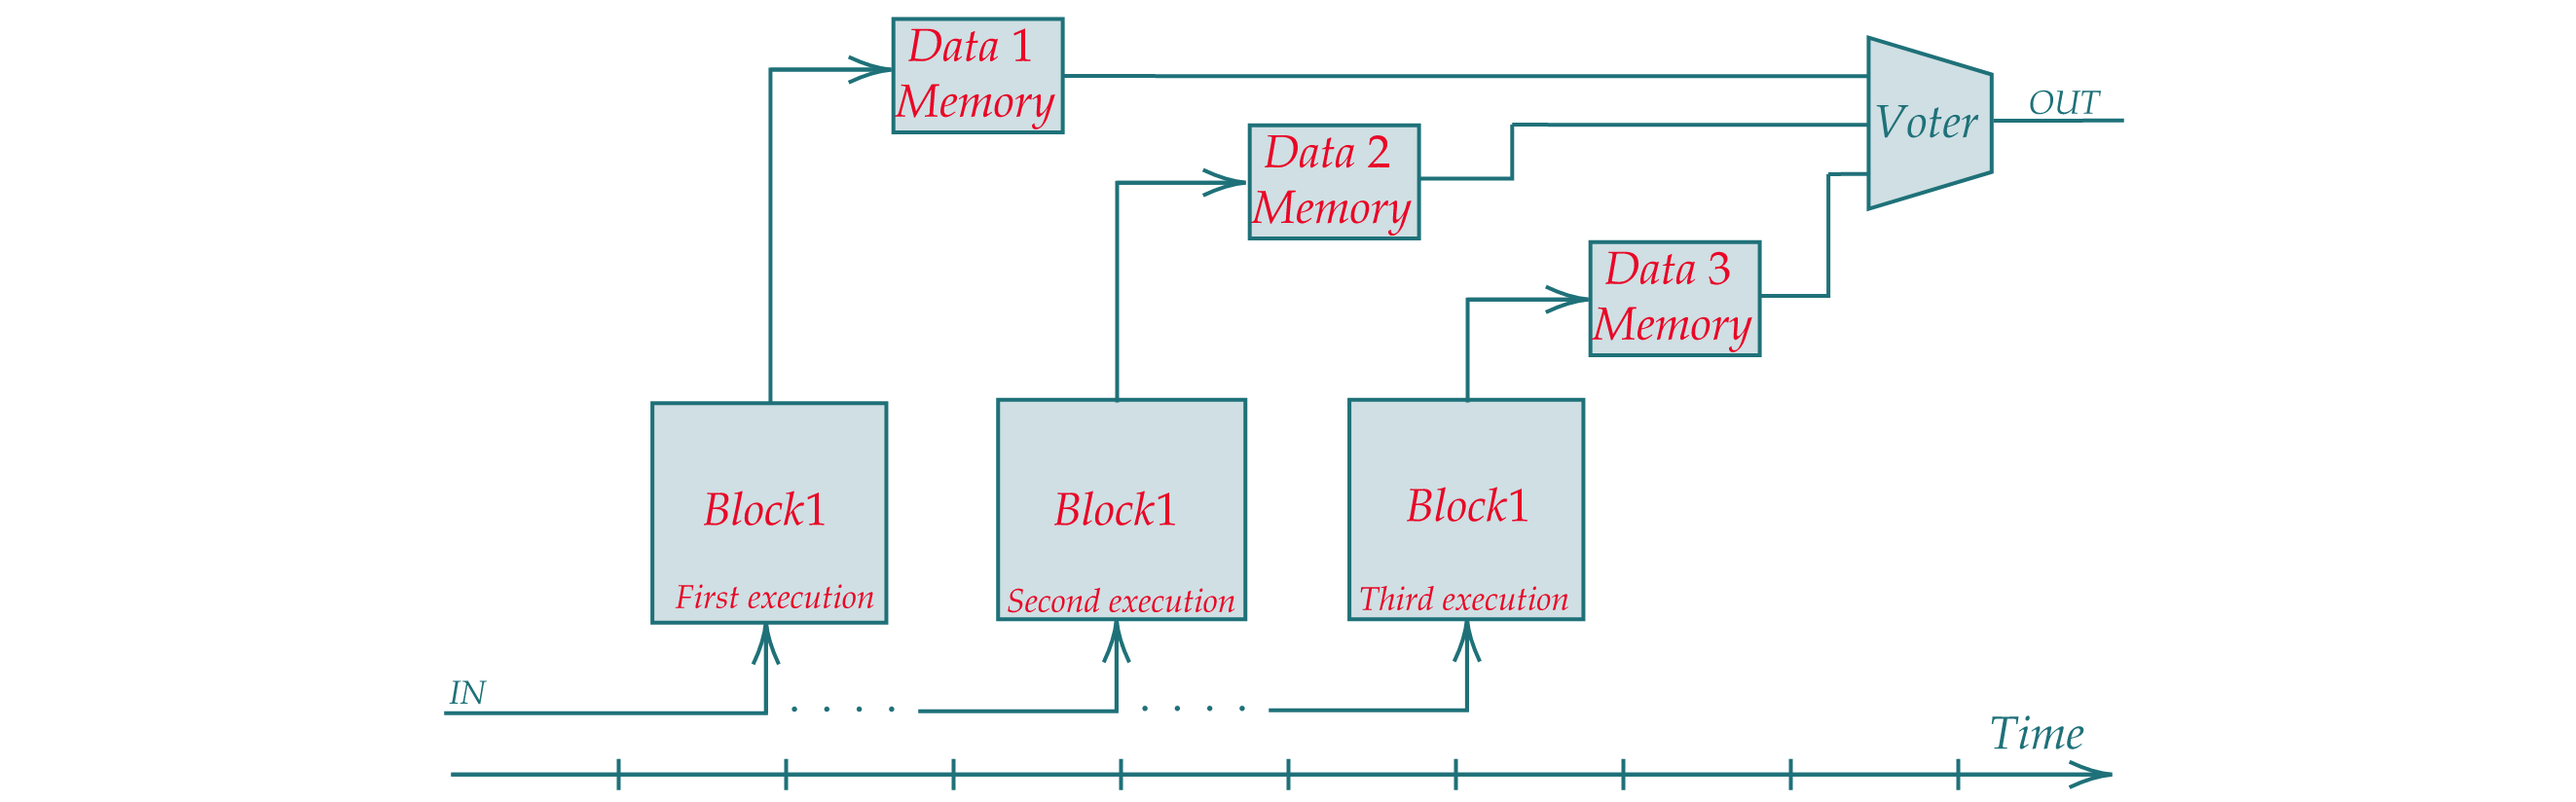 Data 1
Memory
Data 2
Memory
Data 3
Memory
Voter
OUT
Block1
First execution
Block1
Second execution
Block1
Third execution
IN
Time